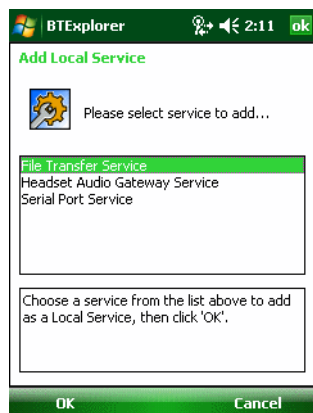 BTExplorer 2:11 ok
Add Local Service
Please select service to add...
File Transfer Service
Headset Audio Gateway Service
Serial Port Service
Choose a service from the list above to add
as a Local Service, then click 'OK'.
OK Cancel